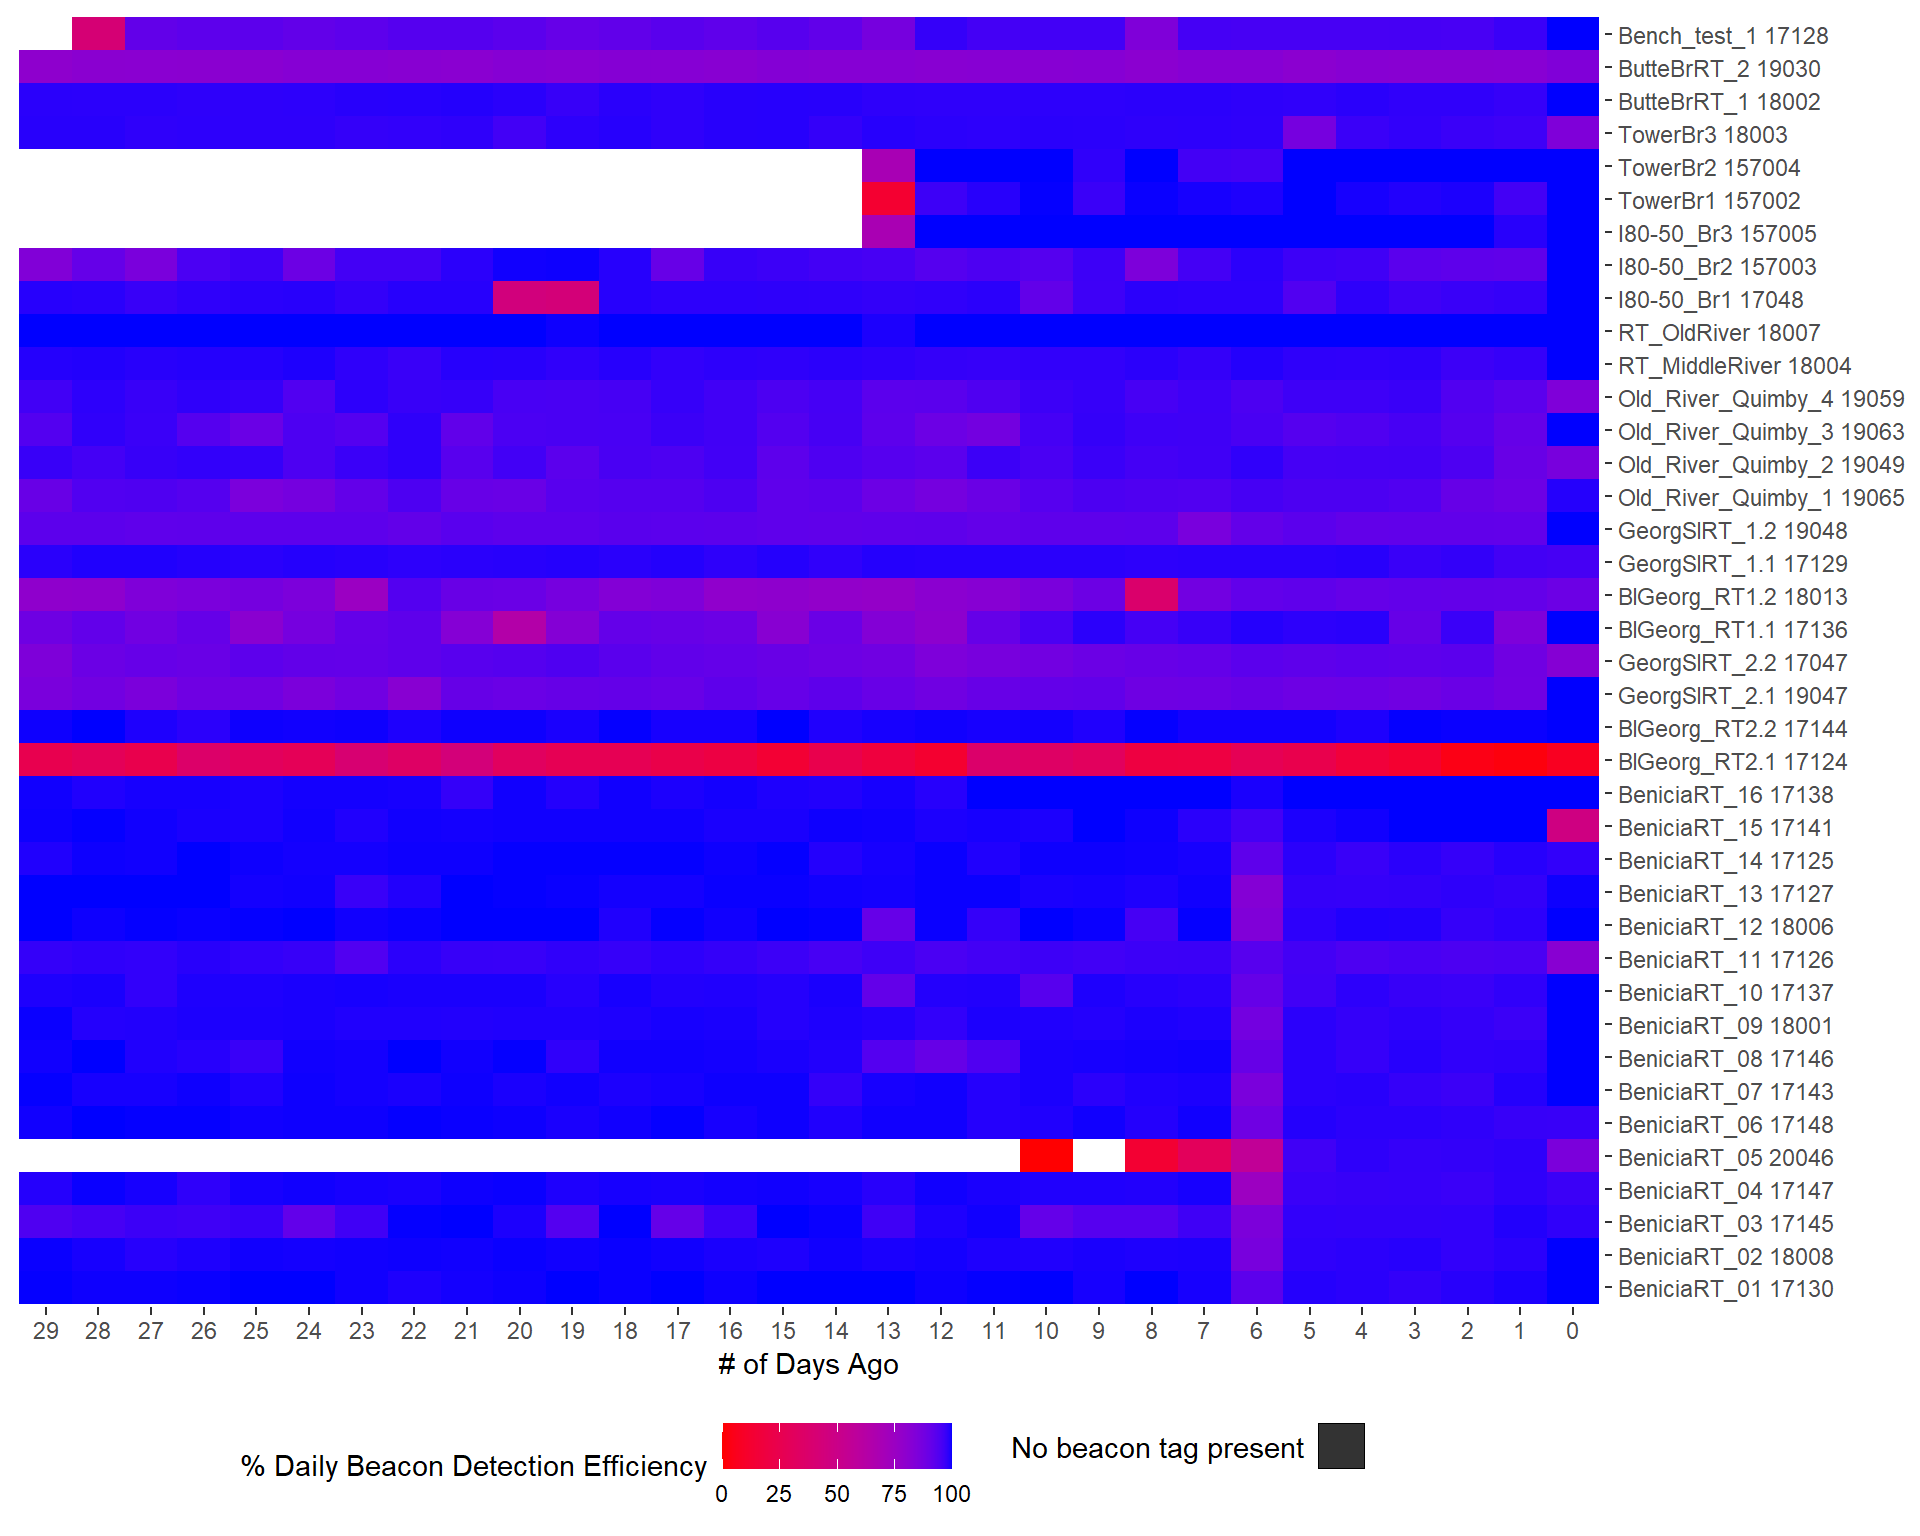 Bench_test_1 17128
ButteBrRT_2 19030
ButteBrRT_1 18002
TowerBr3 18003
TowerBr2 157004
TowerBr1 157002
I80-50_Br3 157005
I80-50_Br2 157003
I80-50_Br1 17048
RT_OldRiver 18007
RT_MiddleRiver 18004
Old_River_Quimby_4 19059
Old_River_Quimby_3 19063
Old_River_Quimby_2 19049
Old_River_Quimby_1 19065
GeorgSlRT_1.2 19048
GeorgSlRT_1.1 17129
BlGeorg_RT1.2 18013
BlGeorg_RT1.1 17136
GeorgSlRT_2.2 17047
GeorgSlRT_2.1 19047
BlGeorg_RT2.2 17144
BlGeorg_RT2.1 17124
BeniciaRT_16 17138
BeniciaRT_15 17141
BeniciaRT_14 17125
BeniciaRT_13 17127
BeniciaRT_12 18006
BeniciaRT_11 17126
BeniciaRT_10 17137
BeniciaRT_09 18001
BeniciaRT_08 17146
BeniciaRT_07 17143
BeniciaRT_06 17148
BeniciaRT_05 20046
BeniciaRT_04 17147
BeniciaRT_03 17145
BeniciaRT_02 18008
BeniciaRT_01 17130
29 28 27 26 25 24 23 22 21 20 19 18 17 16 15 14 13 12 11 10 9 8 7 6 5 4 3 2 1 0
# of Days Ago
% Daily Beacon Detection Efficiency
0 25 50 75 100
No beacon tag present